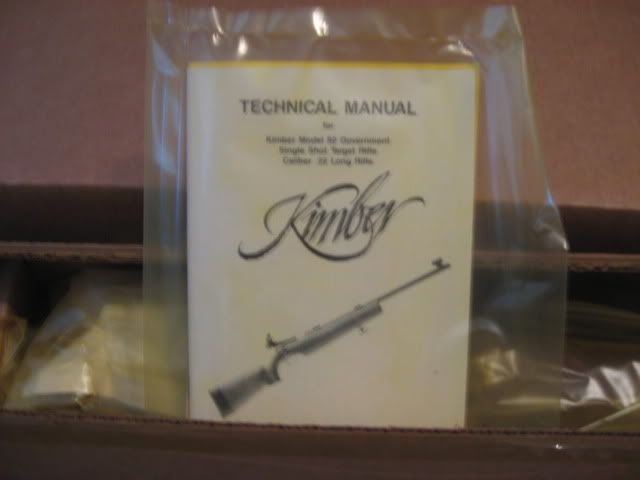 TECHNICAL MANUAL
for
Kimber Model 82 Government
Single Shot Target Rifle
Caliber .22 Long Rifle
Kimber